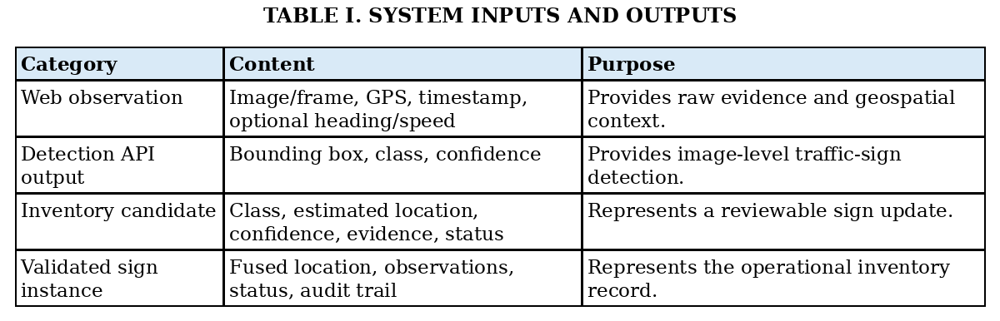 TABLE I. SYSTEM INPUTS AND OUTPUTS
Category Content Purpose
Web observation Image/frame, GPS, timestamp, Provides raw evidence and geospatial
optional heading/speed context.
Detection API Bounding box, class, confidence Provides image-level traffic-sign
output detection.
Inventory candidate Class, estimated location, Represents a reviewable sign update.
confidence, evidence, status
Validated sign Fused location, observations, Represents the operational inventory
instance status, audit trail record.